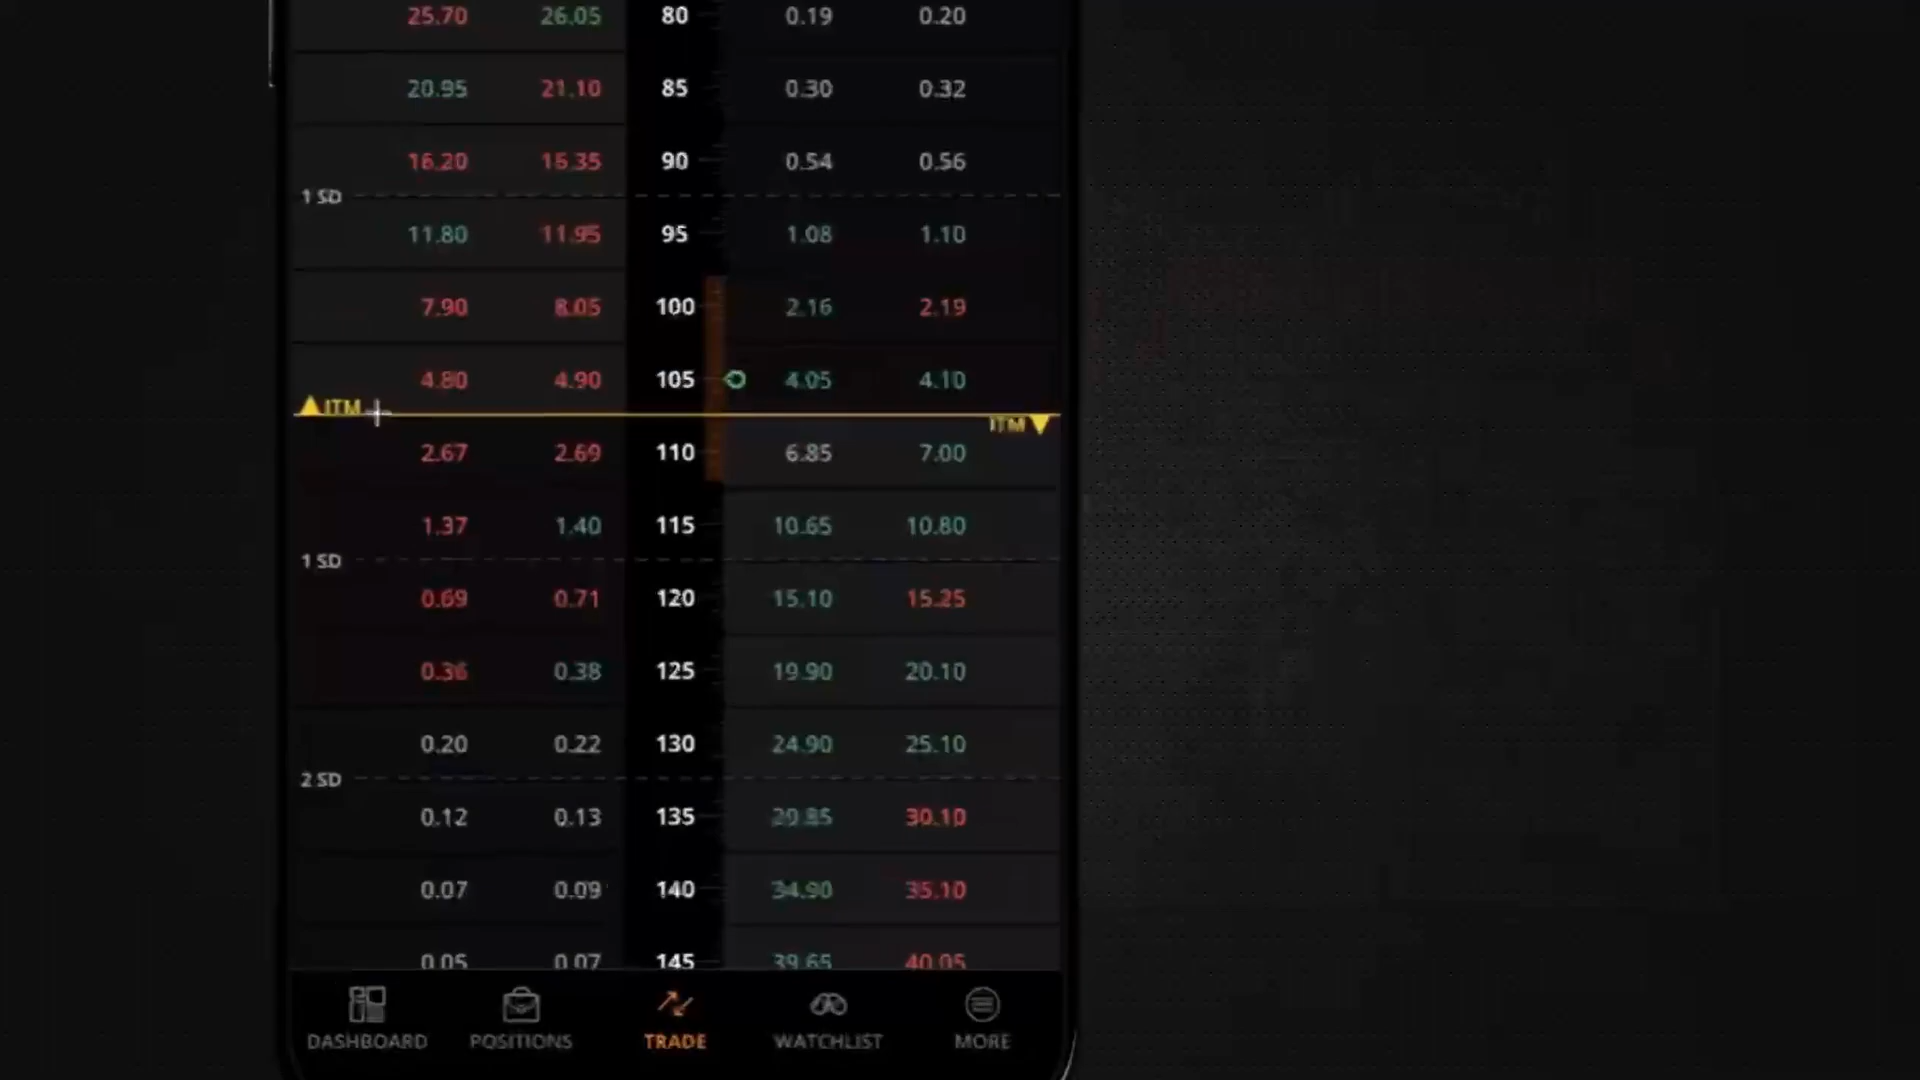 25.70 26.05 80 0.19 0.20
20.95 21.10 85 0.30 0.32
16.20 16.35 90 0.54 0.56
1 SD
11.80 11.95 95 1.08 1.10
7.90 8.05 100 2.16 2.19
4.80 4.90 105 4.05 4.10
ITM
ITM
2.67 2.69 110 6.85 7.00
1.37 1.40 115 10.65 10.80
1 SD
0.69 0.71 120 15.10 15.25
0.36 0.38 125 19.90 20.10
0.20 0.22 130 24.90 25.10
2 SD
0.12 0.13 135 29.85 30.10
0.07 0.09 140 34.90 35.10
0.05 0.07 145 39.65 40.05
DASHBOARD POSITIONS TRADE WATCHLIST MORE